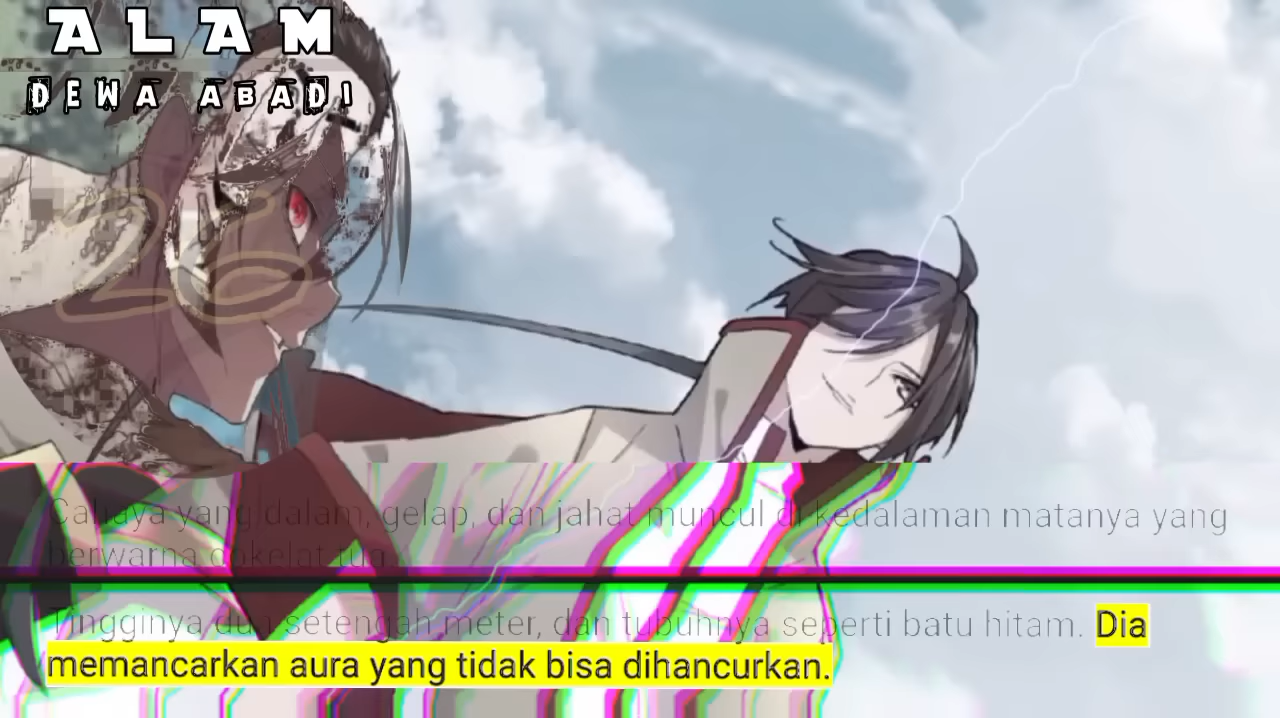 ALAM
DEWA ABADI
26
Cahaya yang dalam, gelap, dan jahat muncul di kedalaman matanya yang
berwarna cokelat tua.
Tingginya dua setengah meter, dan tubuhnya seperti batu hitam. Dia
memancarkan aura yang tidak bisa dihancurkan.